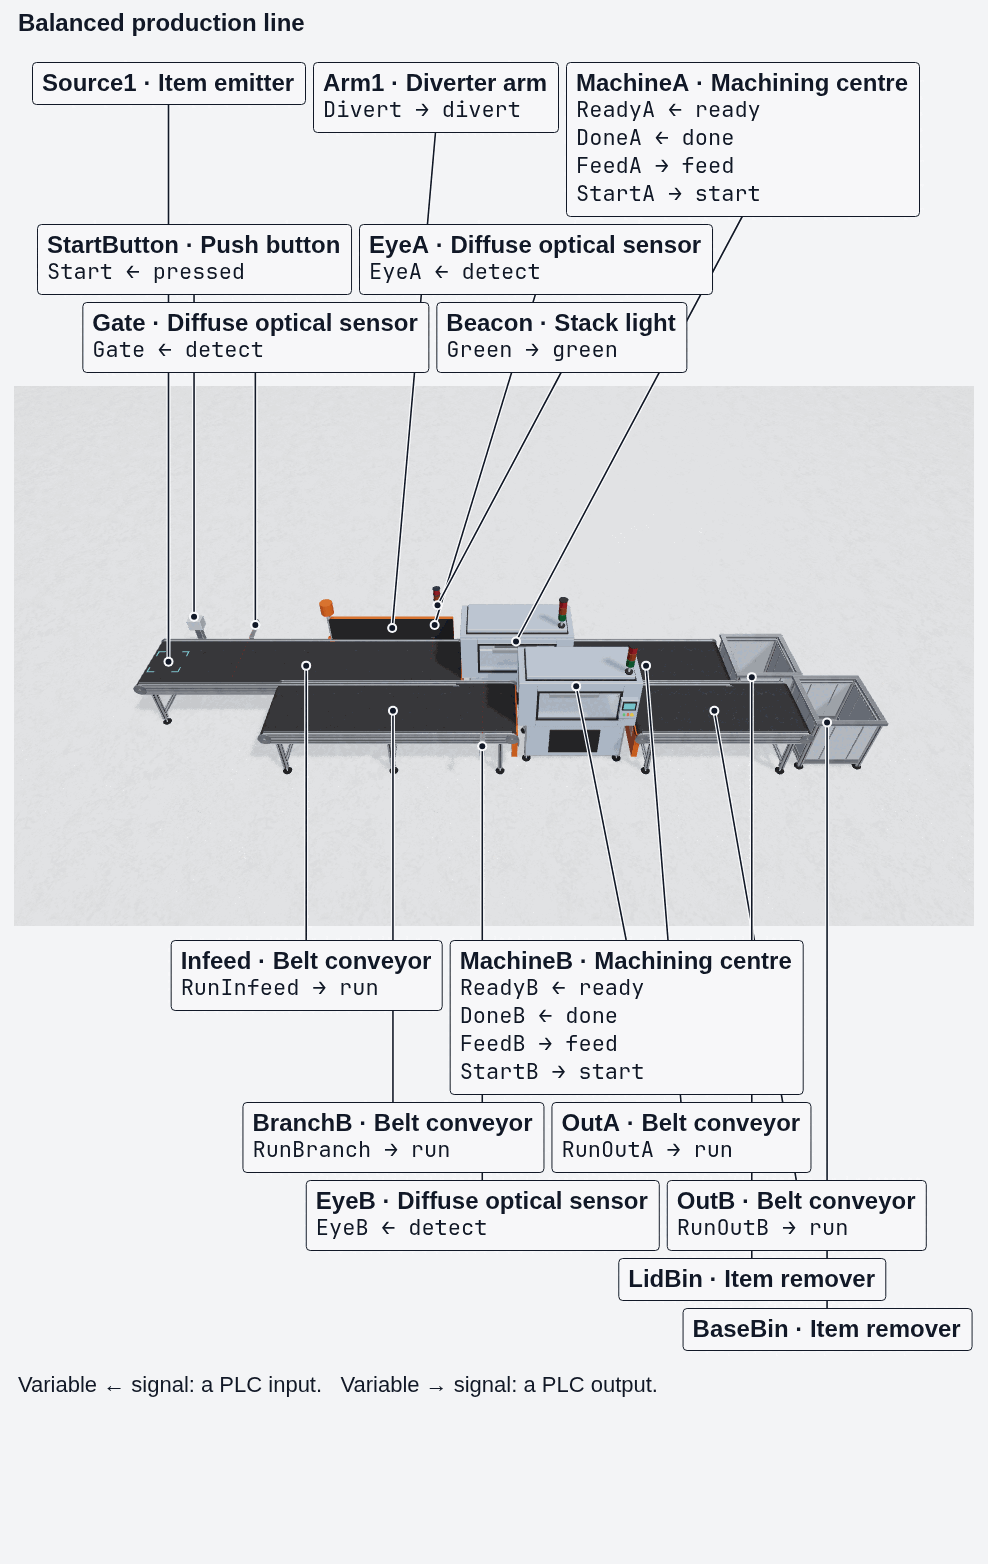 Balanced production line
Source1 · Item emitter
Arm1 · Diverter arm
Divert → divert
MachineA · Machining centre
ReadyA ← ready
DoneA ← done
FeedA → feed
StartA → start
StartButton · Push button
Start ← pressed
EyeA · Diffuse optical sensor
EyeA ← detect
Gate · Diffuse optical sensor
Gate ← detect
Beacon · Stack light
Green → green
Infeed · Belt conveyor
RunInfeed → run
MachineB · Machining centre
ReadyB ← ready
DoneB ← done
FeedB → feed
StartB → start
BranchB · Belt conveyor
RunBranch → run
OutA · Belt conveyor
RunOutA → run
EyeB · Diffuse optical sensor
EyeB ← detect
OutB · Belt conveyor
RunOutB → run
LidBin · Item remover
BaseBin · Item remover
Variable ← signal: a PLC input.   Variable → signal: a PLC output.